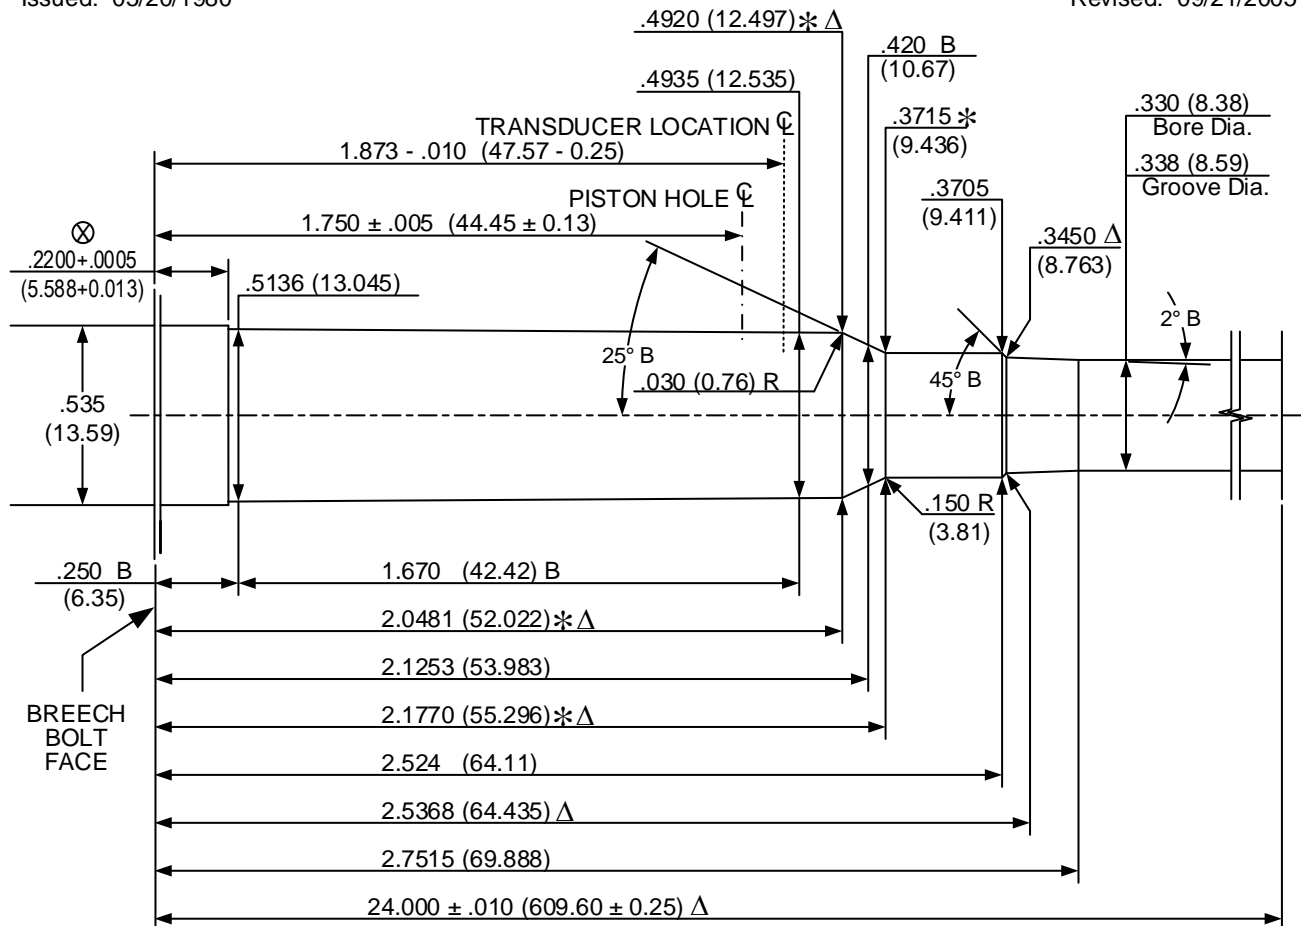 Issued: 05/20/1980
Revised: 09/21/2005
.4920 (12.497)✻ Δ
.420 B
(10.67)
.4935 (12.535)
.3715 ✻
(9.436)
.330 (8.38)
Bore Dia.
TRANSDUCER LOCATION ℄
1.873 - .010 (47.57 - 0.25)
.338 (8.59)
Groove Dia.
PISTON HOLE ℄
1.750 ± .005 (44.45 ± 0.13)
.3705
(9.411)
⊗
.2200+.0005
(5.588+0.013)
.3450 Δ
(8.763)
.5136 (13.045)
2° B
25° B
.030 (0.76) R
45° B
.535
(13.59)
.150 R
(3.81)
.250 B
(6.35)
1.670 (42.42) B
2.0481 (52.022)✻ Δ
2.1253 (53.983)
BREECH
BOLT
FACE
2.1770 (55.296)✻ Δ
2.524 (64.11)
2.5368 (64.435) Δ
2.7515 (69.888)
24.000 ± .010 (609.60 ± 0.25) Δ